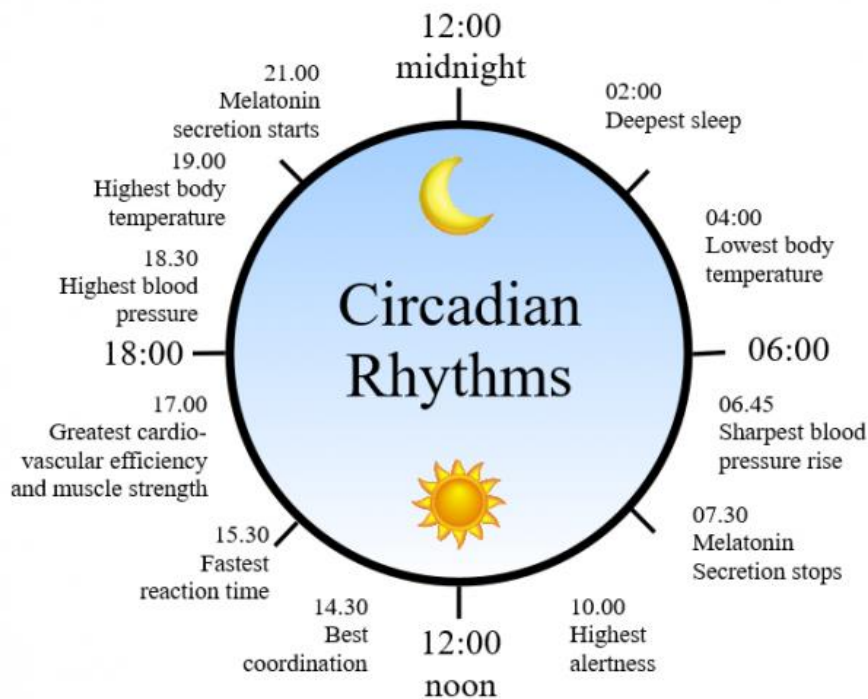 12:00
midnight
02:00
Deepest sleep
04:00
Lowest body
temperature
06:00
06.45
Sharpest blood
pressure rise
07.30
Melatonin
Secretion stops
10.00
Highest
alertness
12:00
noon
14.30
Best
coordination
15.30
Fastest
reaction time
17.00
Greatest cardio-
vascular efficiency
and muscle strength
18:00
18.30
Highest blood
pressure
19.00
Highest body
temperature
21.00
Melatonin
secretion starts
Circadian
Rhythms